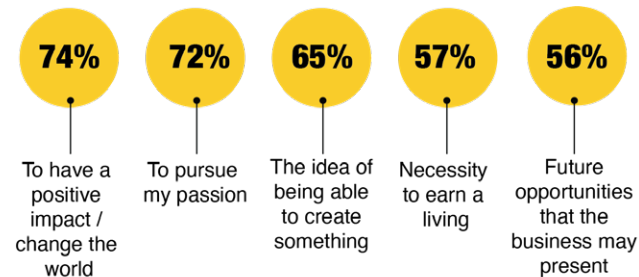 74%
To have a
positive
impact /
change the
world
72%
To pursue
my passion
65%
The idea of
being able
to create
something
57%
Necessity
to earn a
living
56%
Future
opportunities
that the
business may
present